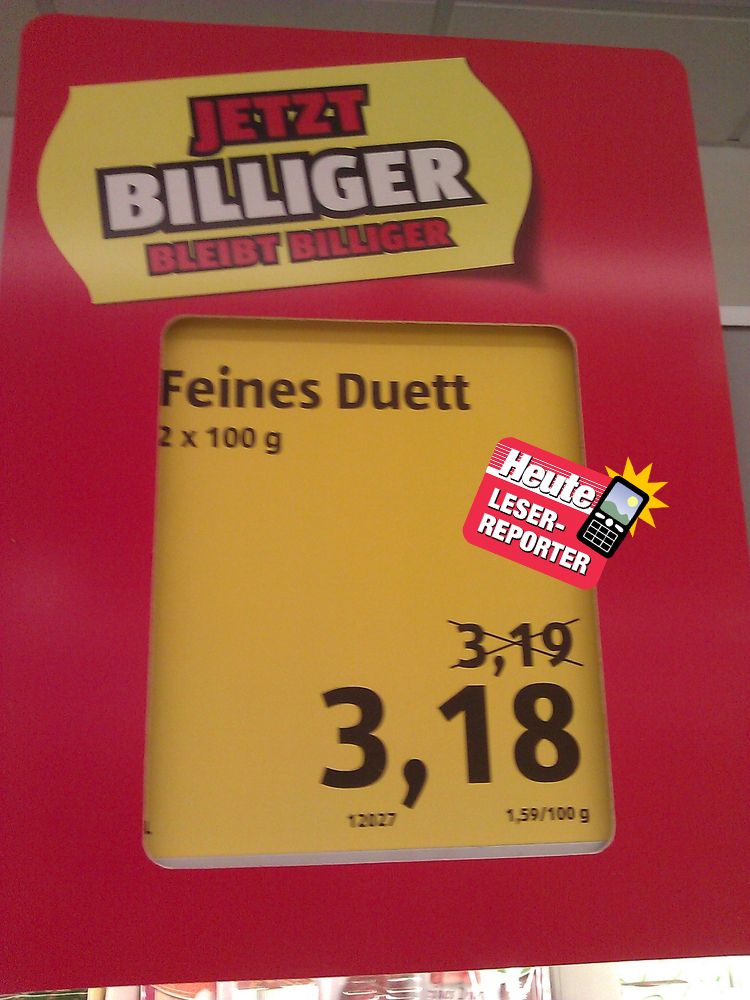 JETZT
BILLIGER
BLEIBT BILLIGER
Feines Duett
2 x 100 g
Heute
LESER-
REPORTER
3,19
3,18
12027
1,59/100 g